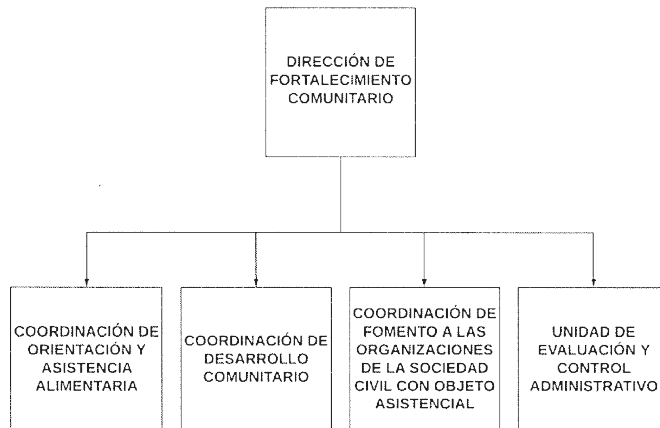 DIRECCIÓN DE
FORTALECIMIENTO
COMUNITARIO
COORDINACIÓN DE
ORIENTACIÓN Y
ASISTENCIA
ALIMENTARIA
COORDINACIÓN DE
DESARROLLO
COMUNITARIO
COORDINACIÓN DE
FOMENTO A LAS
ORGANIZACIONES
DE LA SOCIEDAD
CIVIL CON OBJETO
ASISTENCIAL
UNIDAD DE
EVALUACIÓN Y
CONTROL
ADMINISTRATIVO